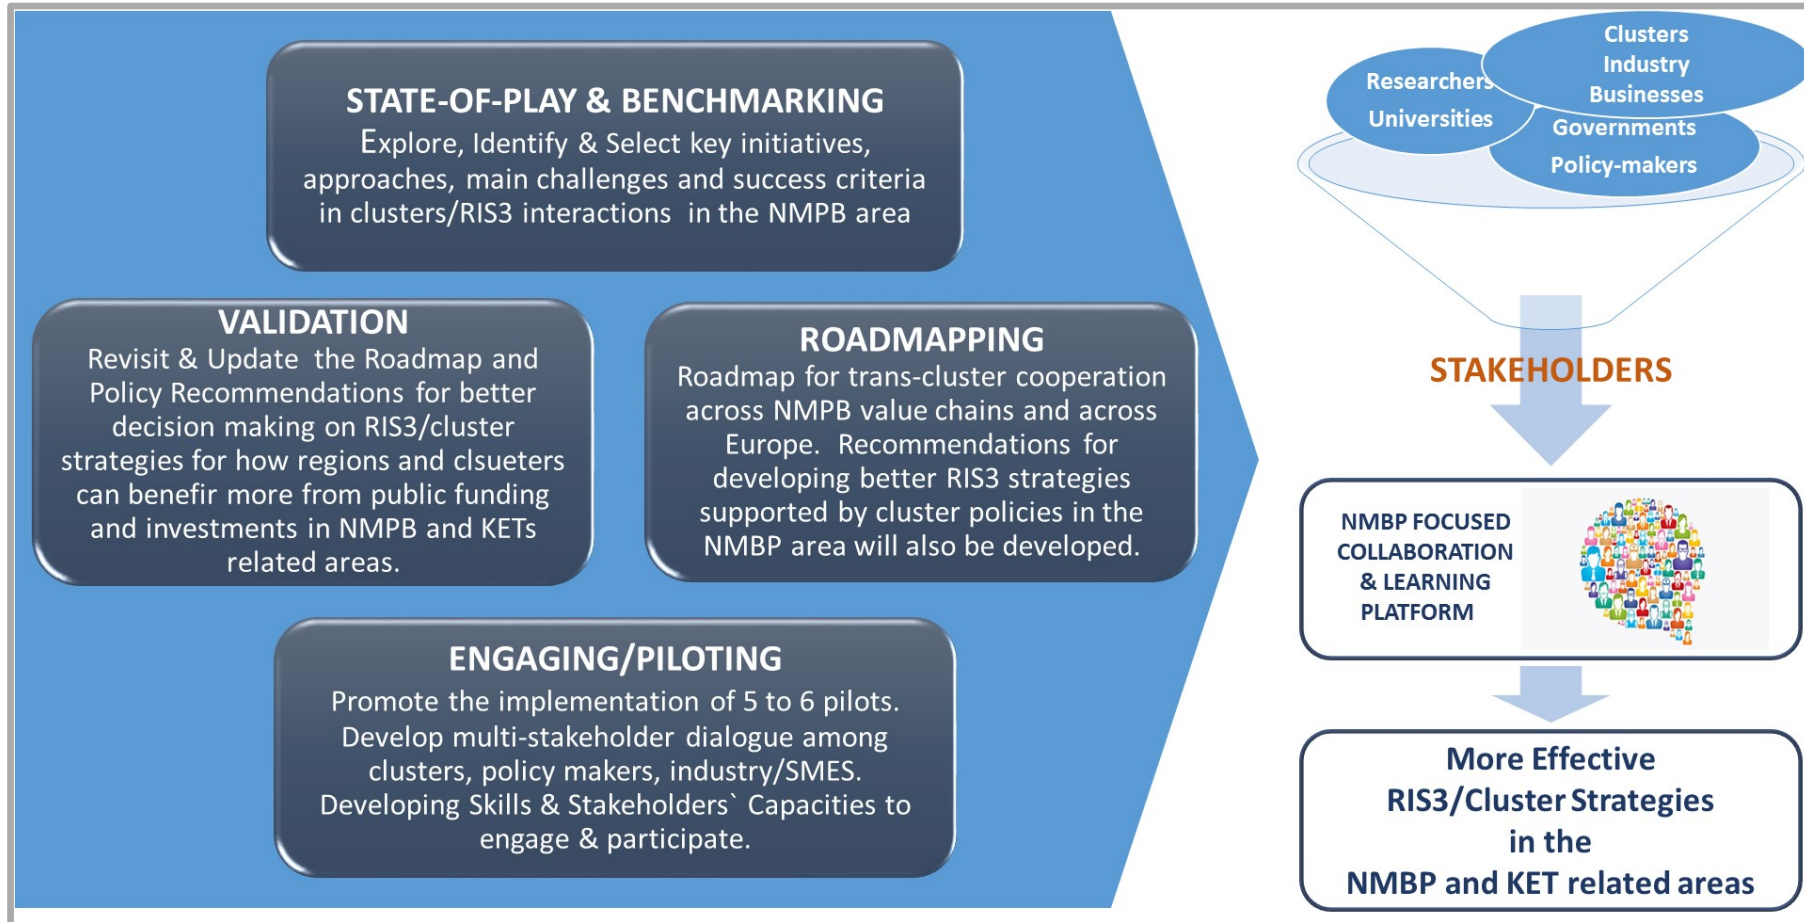 STATE-OF-PLAY & BENCHMARKING
Explore, Identify & Select key initiatives,
approaches, main challenges and success criteria
in clusters/RIS3 interactions in the NMPB area
VALIDATION
Revisit & Update the Roadmap and
Policy Recommendations for better
decision making on RIS3/cluster
strategies for how regions and clsueters
can benefir more from public funding
and investments in NMPB and KETs
related areas.
ROADMAPPING
Roadmap for trans-cluster cooperation
across NMPB value chains and across
Europe. Recommendations for
developing better RIS3 strategies
supported by cluster policies in the
NMBP area will also be developed.
ENGAGING/PILOTING
Promote the implementation of 5 to 6 pilots.
Develop multi-stakeholder dialogue among
clusters, policy makers, industry/SMES.
Developing Skills & Stakeholders` Capacities to
engage & participate.
Clusters
Industry
Businesses
Researchers
Universities
Governments
Policy-makers
STAKEHOLDERS
NMBP FOCUSED
COLLABORATION
& LEARNING
PLATFORM
More Effective
RIS3/Cluster Strategies
in the
NMBP and KET related areas